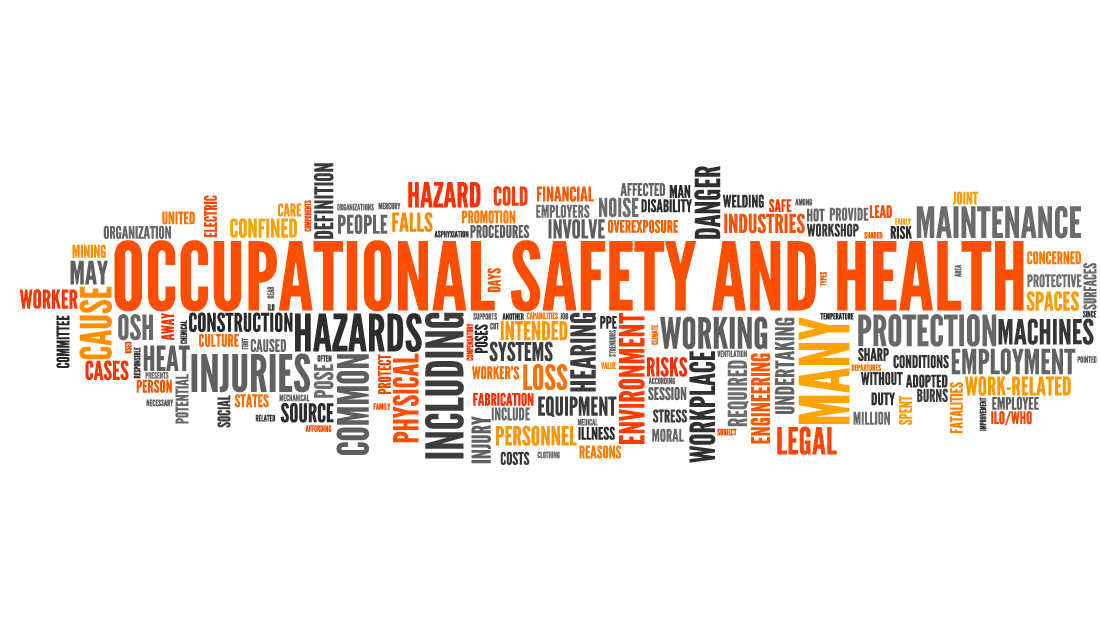 DEFINITION
DANGER
HAZARD
COLD
FINANCIAL
AFFECTED
MAN
ELECTRIC
CARE
COMPONENTS
ORGANIZATIONS
MERCURY
EMPLOYERS
NOISE
DISABILITY
WELDING
SAFE
AMONG
JOINT
UNITED
CONFINED
PEOPLE
FALLS
PROMOTION
HOT
PROVIDE
LEAD
FAIRLY
MAINTENANCE
ORGANIZATION
ASPHYXIATION
PROCEDURES
INVOLVE
OVEREXPOSURE
INDUSTRIES
WORKSHOP
SHARED
RISK
MINING
OCCUPATIONAL SAFETY AND HEALTH
CONCERNED
MAY
DAYS
TYPES
AREA
PROTECTIVE
SURFACES
WORKER
CAUSE
GEAR
ILO
SPACES
SINCE
COMMITTEE
OSH
AWAY
CHEMICAL
CONSTRUCTION
HAZARDS
INCLUDING
SUPPORTS
ANOTHER
CAPABILITIES
JOB
HEARING
PPE
ENVIRONMENT
CLIMATE
WORKING
UNDERTAKING
MANY
TEMPERATURE
PROTECTION
MACHINES
USED
RESPONSIBLE
CULTURE
FOOT
CAUSED
COMPENSATORY
POSES
CUT
INTENDED
STRENUOUS
CASES
HEAT
INJURIES
OFTEN
POSE
COMMON
PROTECT
PHYSICAL
SYSTEMS
VALUE
RISKS
WORKPLACE
VENTILATION
SHARP
CONDITIONS
EMPLOYMENT
POINTED
PRESENTS
PERSON
POTENTIAL
WORKER'S
LOSS
ACCORDING
REQUIRED
ENGINEERING
DEPARTURES
WITHOUT
ADOPTED
WORK-RELATED
NECESSARY
SOCIAL
STATES
MECHANICAL
SOURCE
FAMILY
FABRICATION
EQUIPMENT
SESSION
DUTY
BURNS
FATALITIES
IMPROVEMENT
EMPLOYEE
RELATED
AFFORDING
INCLUDE
STRESS
MILLION
SPENT
ILO/WHO
INJURY
PERSONNEL
MEDICAL
ILLNESS
MORAL
SUBJECT
LEGAL
COSTS
CLOTHING
REASONS